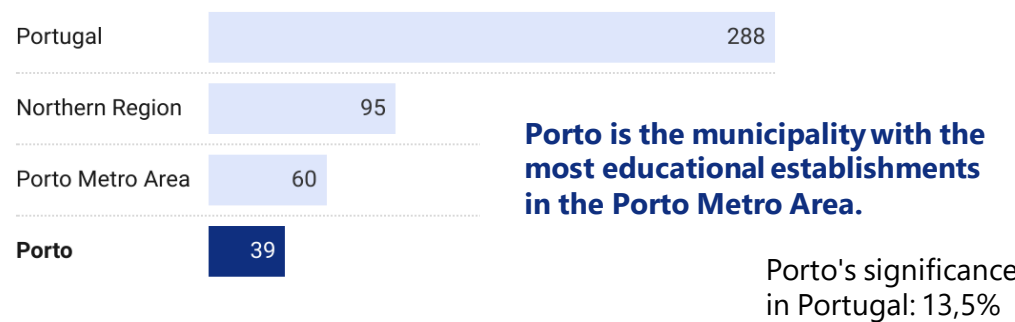 Portugal 288
Northern Region 95
Porto Metro Area 60
Porto 39
Porto is the municipality with the
most educational establishments
in the Porto Metro Area.
Porto's significance
in Portugal: 13,5%